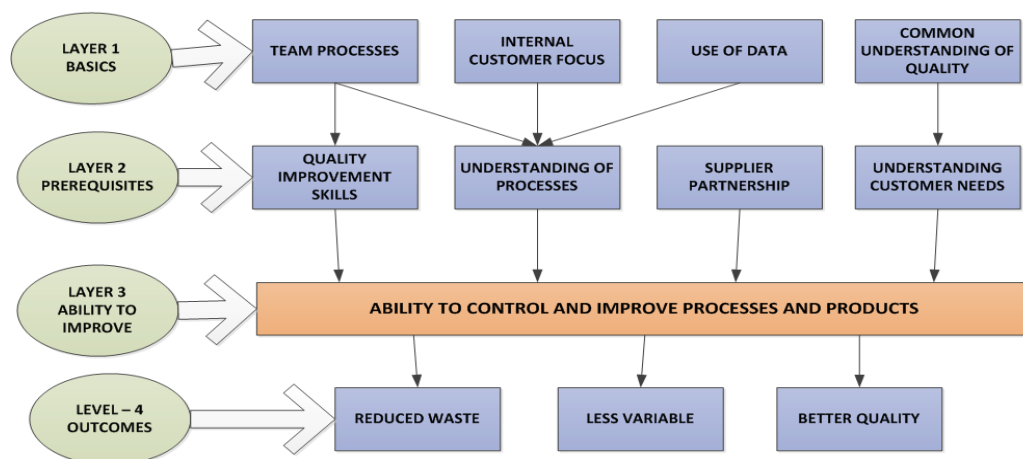 LAYER 1
BASICS
TEAM PROCESSES
INTERNAL
CUSTOMER FOCUS
USE OF DATA
COMMON
UNDERSTANDING OF
QUALITY
LAYER 2
PREREQUISITES
QUALITY
IMPROVEMENT
SKILLS
UNDERSTANDING OF
PROCESSES
SUPPLIER
PARTNERSHIP
UNDERSTANDING
CUSTOMER NEEDS
LAYER 3
ABILITY TO
IMPROVE
ABILITY TO CONTROL AND IMPROVE PROCESSES AND PRODUCTS
LEVEL – 4
OUTCOMES
REDUCED WASTE
LESS VARIABLE
BETTER QUALITY